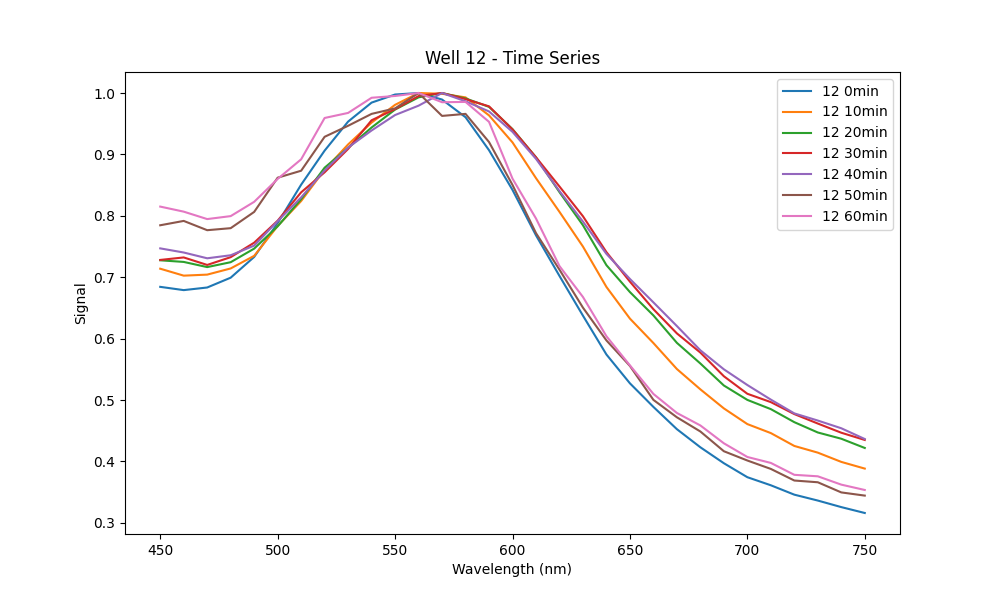 Well 12 - Time Series
Signal
1.0
0.9
0.8
0.7
0.6
0.5
0.4
0.3
12 0min
12 10min
12 20min
12 30min
12 40min
12 50min
12 60min
450 500 550 600 650 700 750
Wavelength (nm)